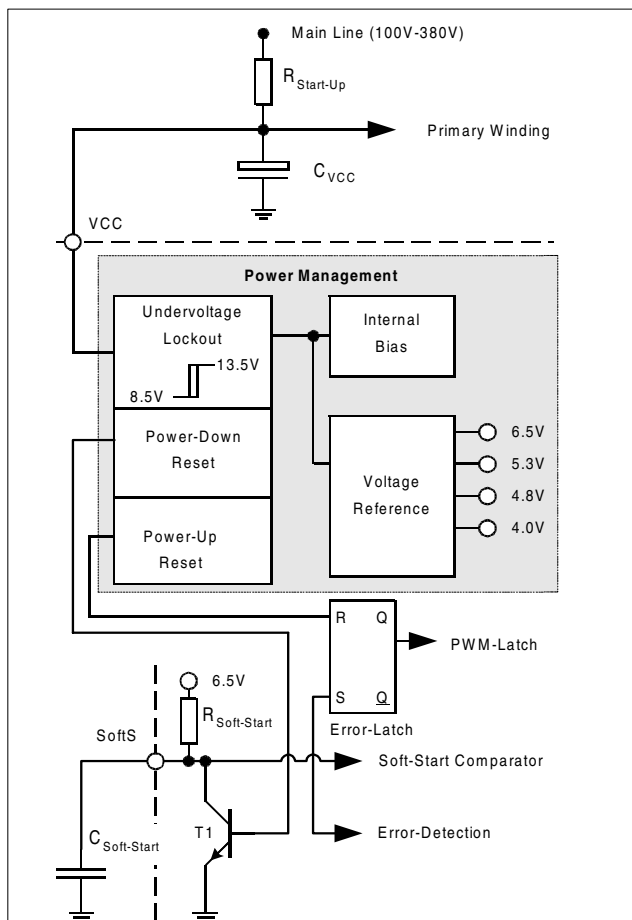 Main Line (100V-380V)
R Start-Up
Primary Winding
C VCC
VCC
Power Management
Undervoltage
Lockout
13.5V
8.5V
Internal
Bias
Power-Down
Reset
Voltage
Reference
6.5V
5.3V
4.8V
4.0V
Power-Up
Reset
R Q
PWM-Latch
S Q
Error-Latch
6.5V
R Soft-Start
SoftS
Soft-Start Comparator
C Soft-Start
T1
Error-Detection